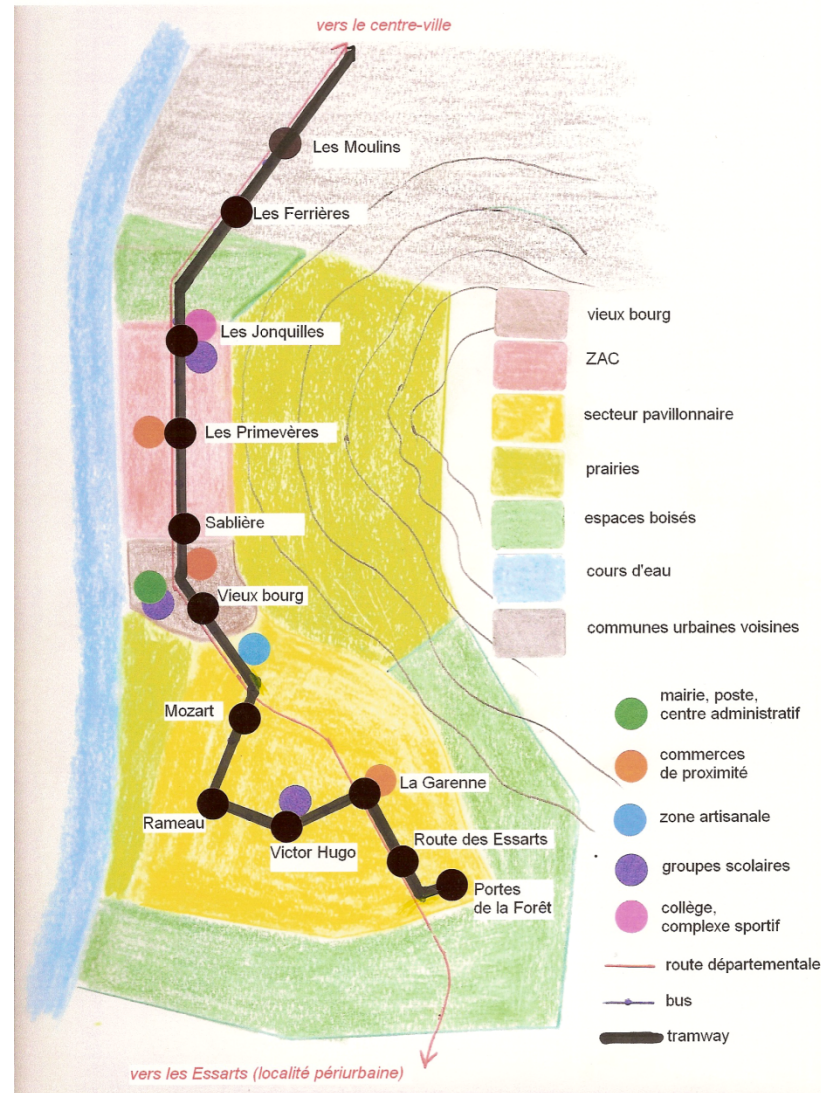 vers le centre-ville
Les Moulins
Les Ferrières
Les Jonquilles
Les Primevères
Sablière
Vieux bourg
Mozart
Rameau
Victor Hugo
La Garenne
Route des Essarts
Portes
de la Forêt
vers les Essarts (localité périurbaine)
vieux bourg
ZAC
secteur pavillonnaire
prairies
espaces boisés
cours d'eau
communes urbaines voisines
mairie, poste,
centre administratif
commerces
de proximité
zone artisanale
groupes scolaires
collège,
complexe sportif
route départementale
bus
tramway